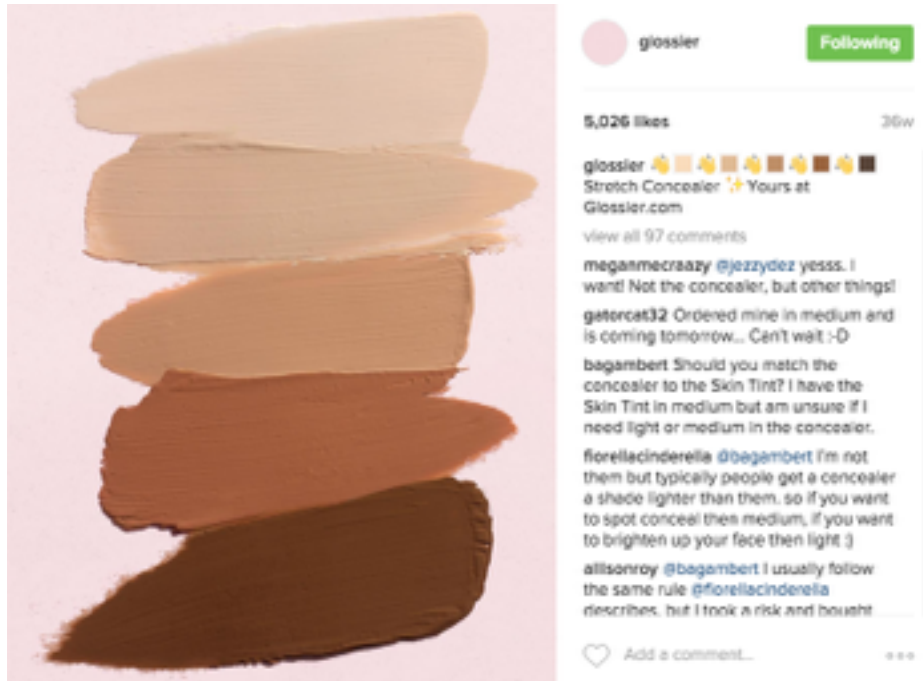 glossier
Following
5,026 likes
36w
glossier 👋🏻👋🏼👋🏽👋🏾👋🏿
Stretch Concealer ✨Yours at
Glossier.com
view all 97 comments
meganmecraazy @jezzydez yesss. I
want! Not the concealer, but other things!
gatorcat32 Ordered mine in medium and
is coming tomorrow... Can't wait :-D
bagambert Should you match the
concealer to the Skin Tint? I have the
Skin Tint in medium but am unsure if I
need light or medium in the concealer.
fiorellacinderella @bagambert I'm not
them but typically people get a concealer
a shade lighter than them. so if you want
to spot conceal then medium, if you want
to brighten up your face then light :)
allisonroy @bagambert I usually follow
the same rule @fiorellacinderella
describes, but I took a risk and bought
Add a comment...